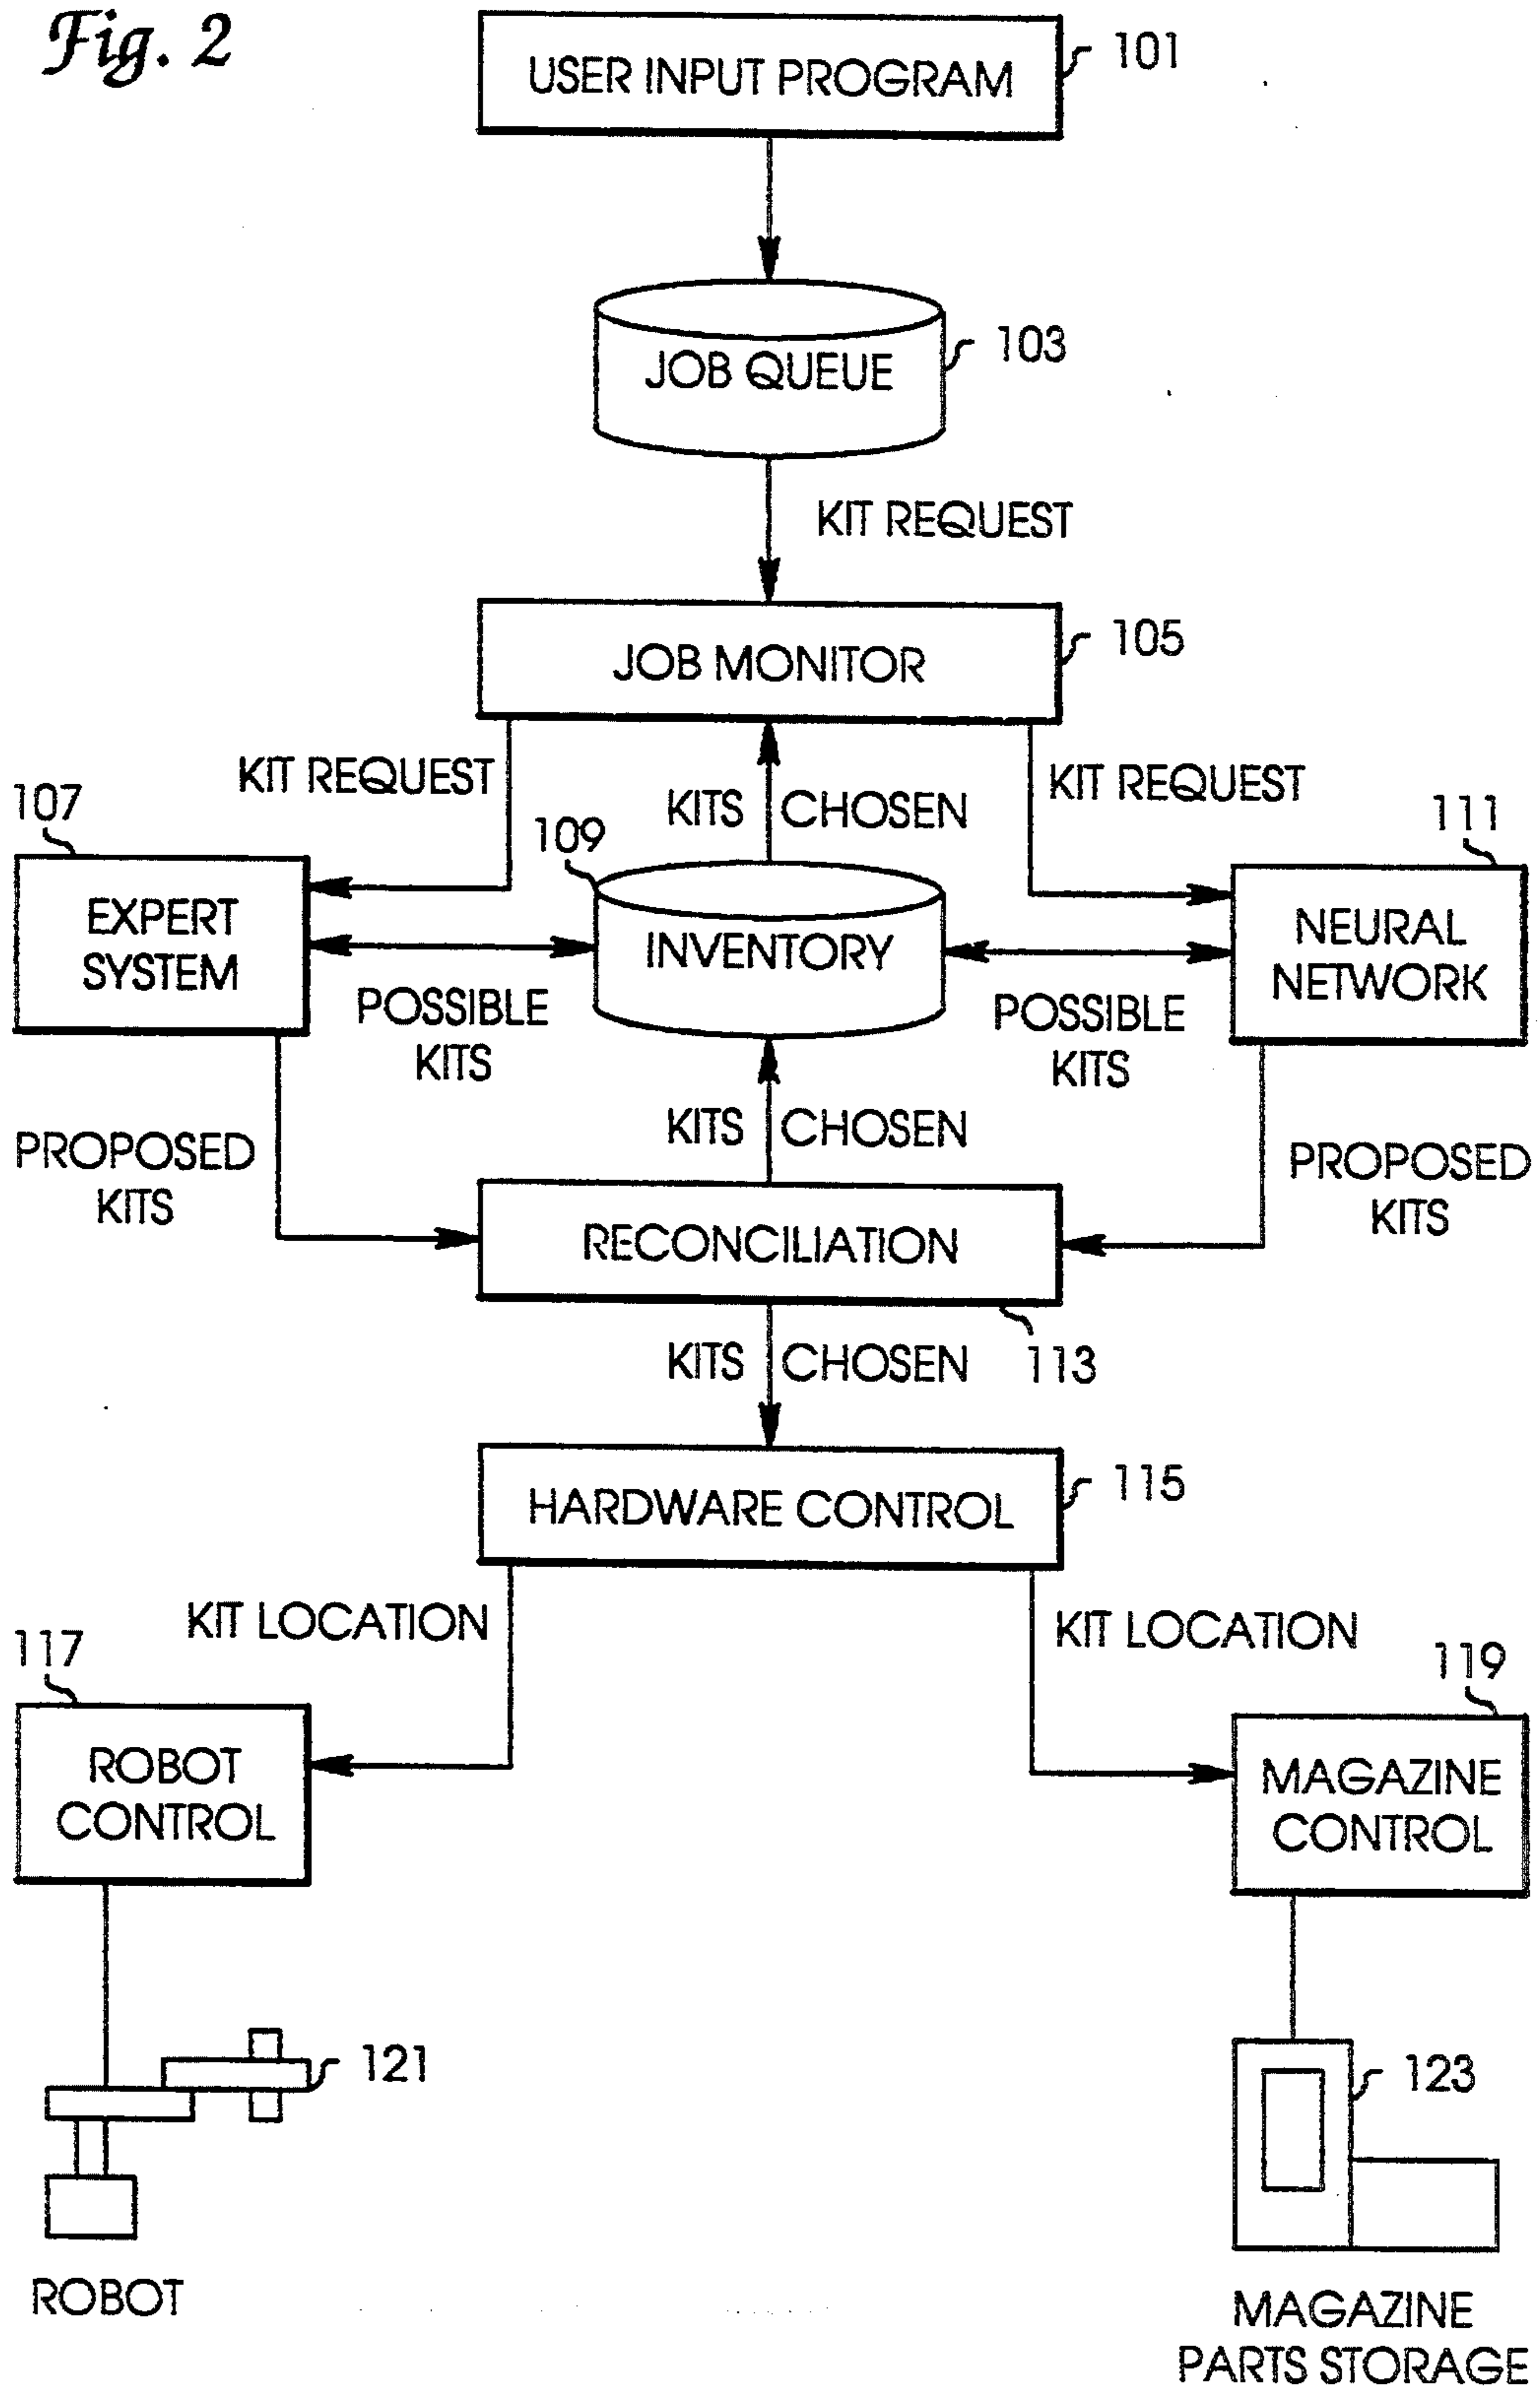 Fig. 2
USER INPUT PROGRAM
101
JOB QUEUE
103
KIT REQUEST
JOB MONITOR
105
KIT REQUEST
KITS CHOSEN
KIT REQUEST
107
109
111
EXPERT
SYSTEM
INVENTORY
NEURAL
NETWORK
POSSIBLE
KITS
POSSIBLE
KITS
PROPOSED
KITS
KITS CHOSEN
PROPOSED
KITS
RECONCILIATION
113
KITS CHOSEN
HARDWARE CONTROL
115
KIT LOCATION
KIT LOCATION
117
119
ROBOT
CONTROL
MAGAZINE
CONTROL
121
123
ROBOT
MAGAZINE
PARTS STORAGE